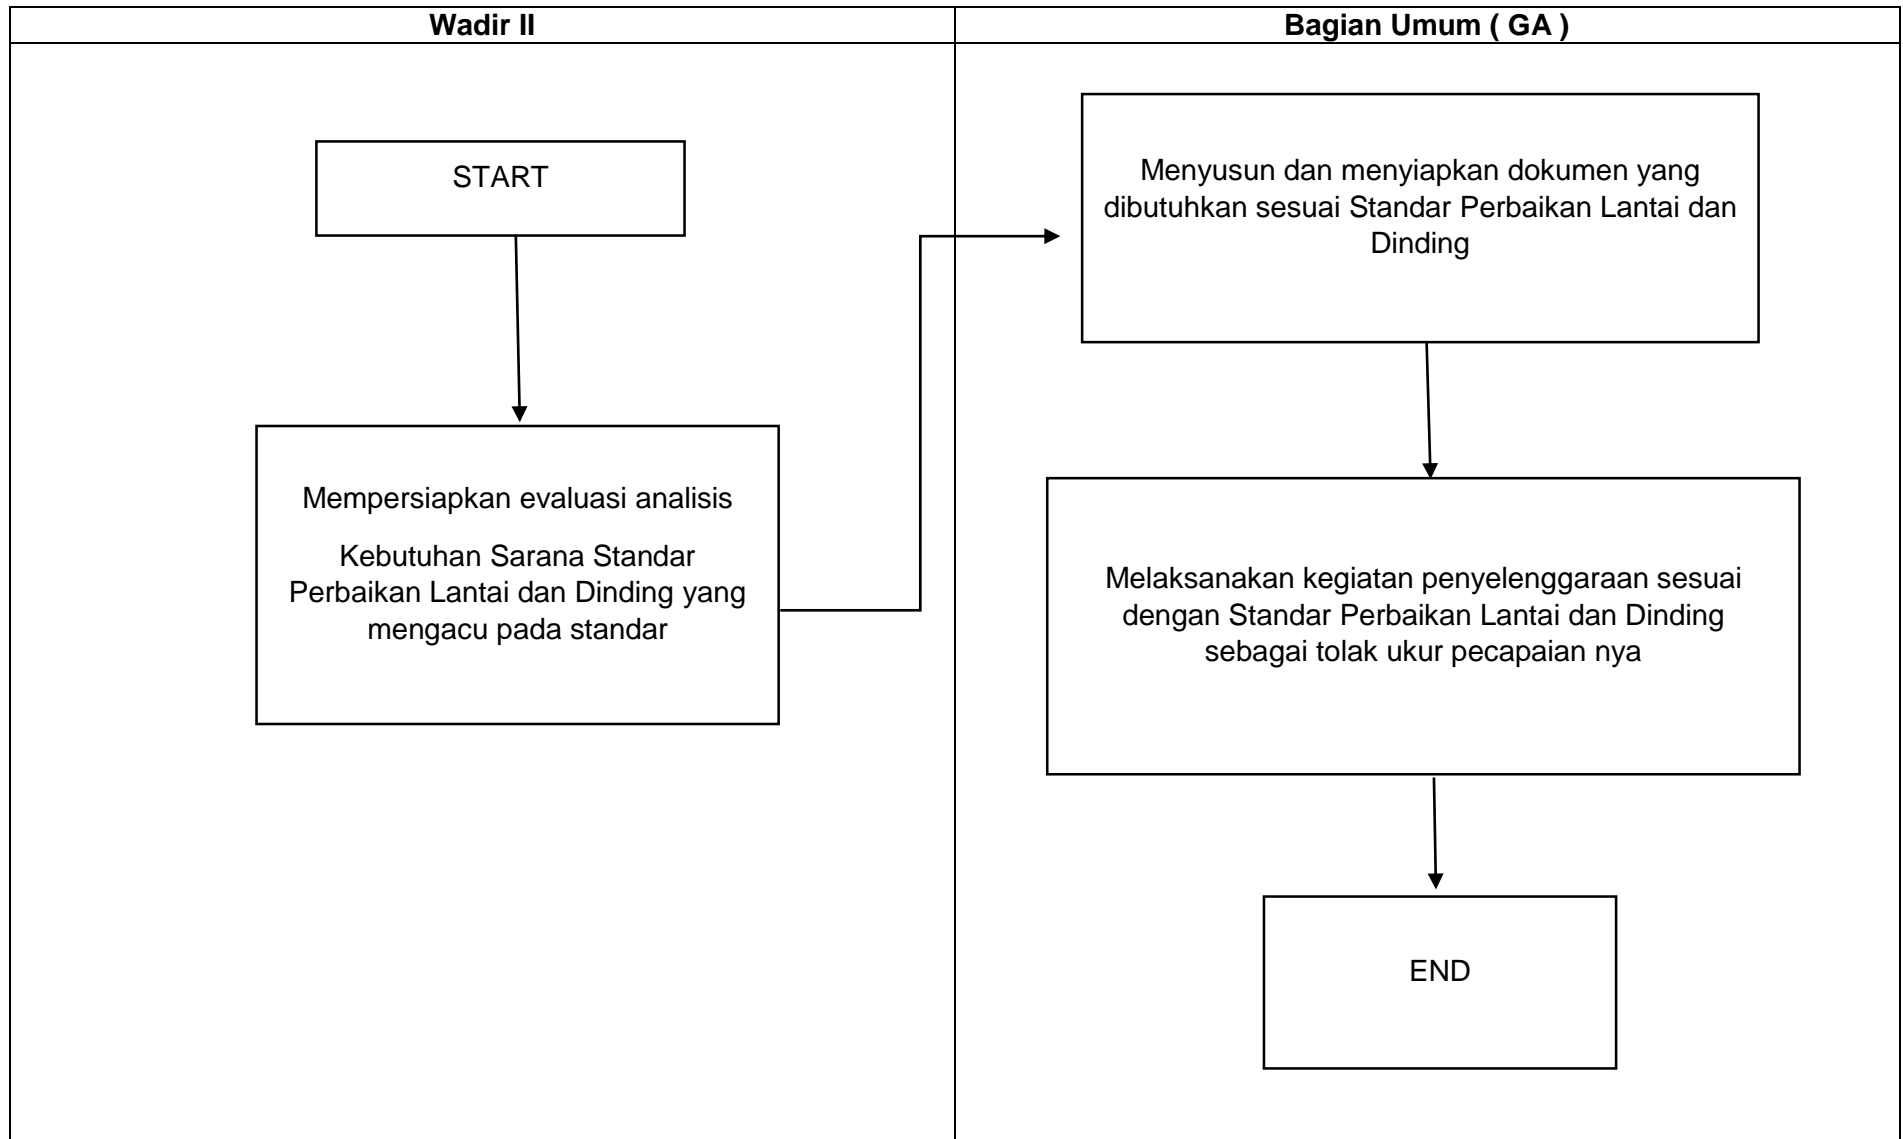 Wadir II
Bagian Umum ( GA )
START
Mempersiapkan evaluasi analisis
Kebutuhan Sarana Standar
Perbaikan Lantai dan Dinding yang
mengacu pada standar
Menyusun dan menyiapkan dokumen yang
dibutuhkan sesuai Standar Perbaikan Lantai dan
Dinding
Melaksanakan kegiatan penyelenggaraan sesuai
dengan Standar Perbaikan Lantai dan Dinding
sebagai tolak ukur pecapaian nya
END